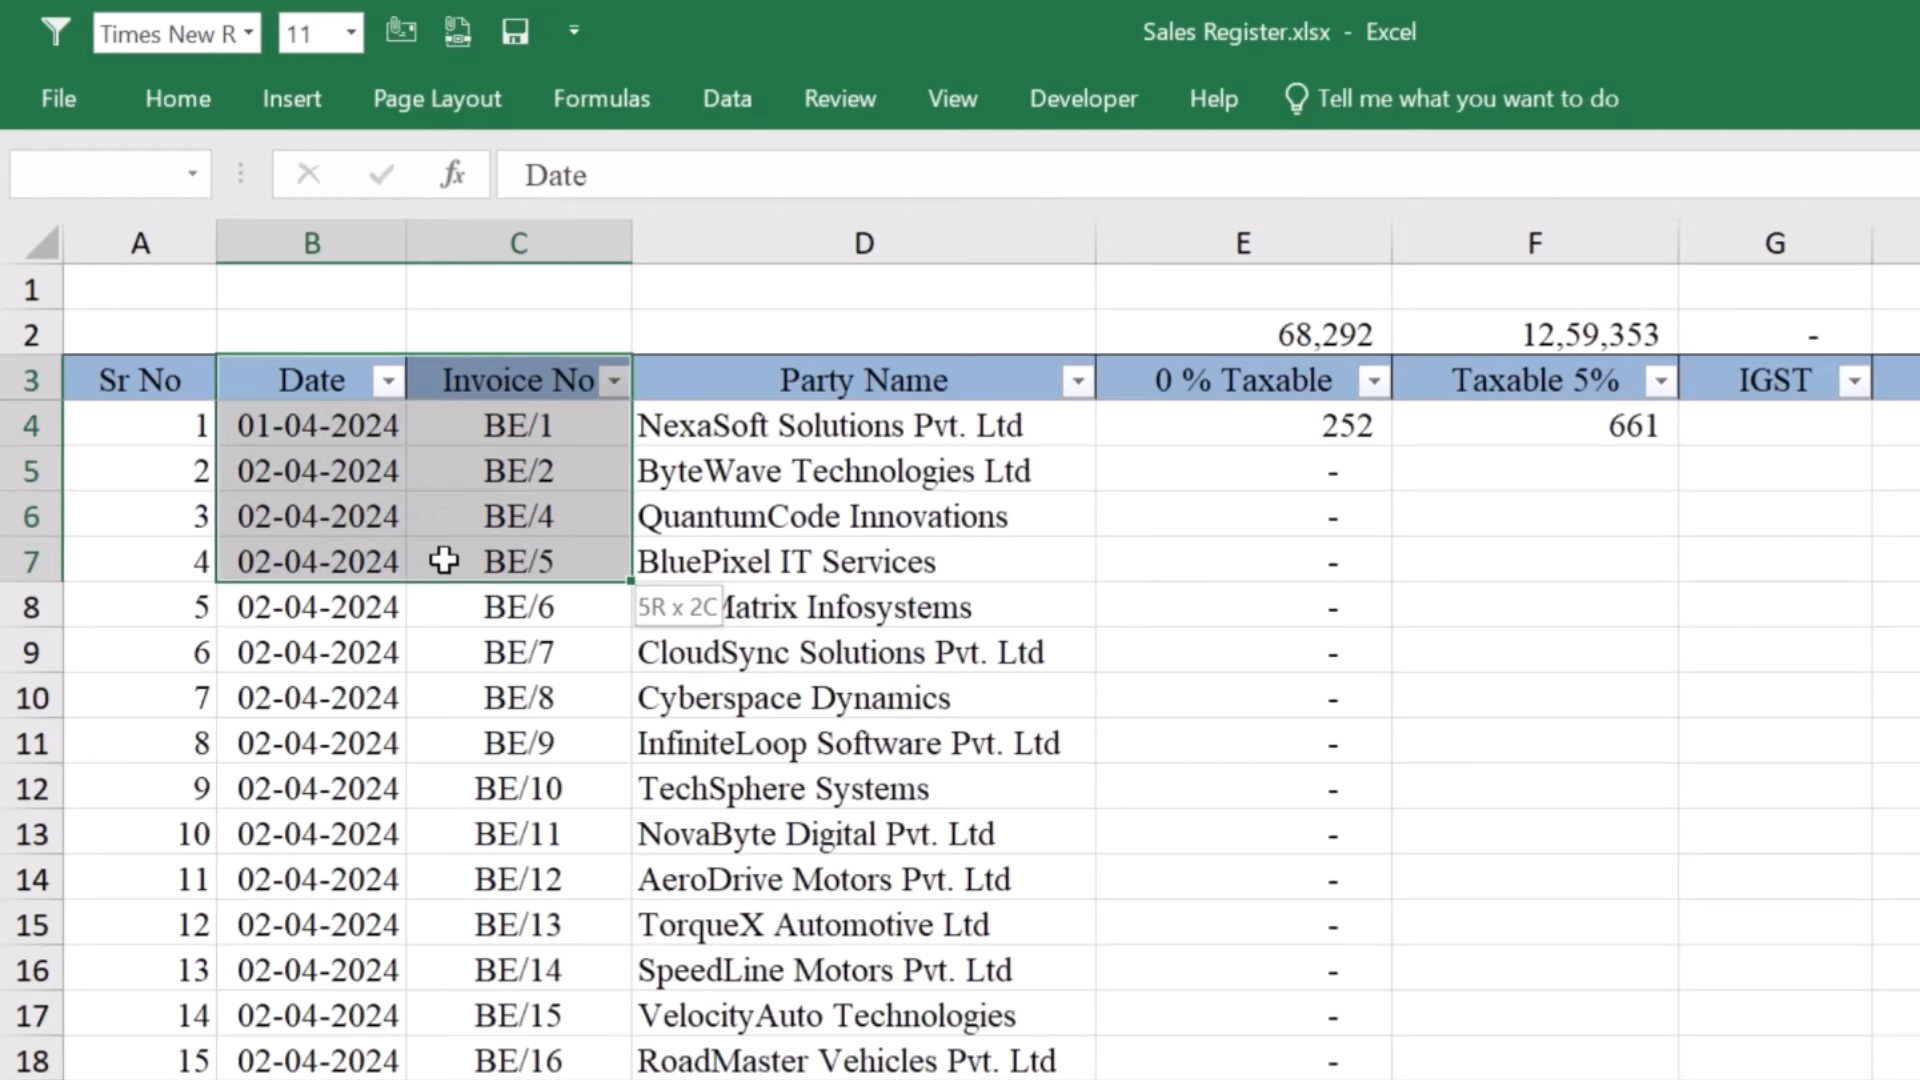 Times New R 11 Sales Register.xlsx - Excel
File Home Insert Page Layout Formulas Data Review View Developer Help Tell me what you want to do
fx Date
A B C D E F G
1
2 68,292 12,59,353 -
3 Sr No Date Invoice No Party Name 0 % Taxable Taxable 5% IGST
4 1 01-04-2024 BE/1 NexaSoft Solutions Pvt. Ltd 252 661
5 2 02-04-2024 BE/2 ByteWave Technologies Ltd -
6 3 02-04-2024 BE/4 QuantumCode Innovations -
7 4 02-04-2024 BE/5 BluePixel IT Services -
8 5 02-04-2024 BE/6 5R x 2C Matrix Infosystems -
9 6 02-04-2024 BE/7 CloudSync Solutions Pvt. Ltd -
10 7 02-04-2024 BE/8 Cyberspace Dynamics -
11 8 02-04-2024 BE/9 InfiniteLoop Software Pvt. Ltd -
12 9 02-04-2024 BE/10 TechSphere Systems -
13 10 02-04-2024 BE/11 NovaByte Digital Pvt. Ltd -
14 11 02-04-2024 BE/12 AeroDrive Motors Pvt. Ltd -
15 12 02-04-2024 BE/13 TorqueX Automotive Ltd -
16 13 02-04-2024 BE/14 SpeedLine Motors Pvt. Ltd -
17 14 02-04-2024 BE/15 VelocityAuto Technologies -
18 15 02-04-2024 BE/16 RoadMaster Vehicles Pvt. Ltd -